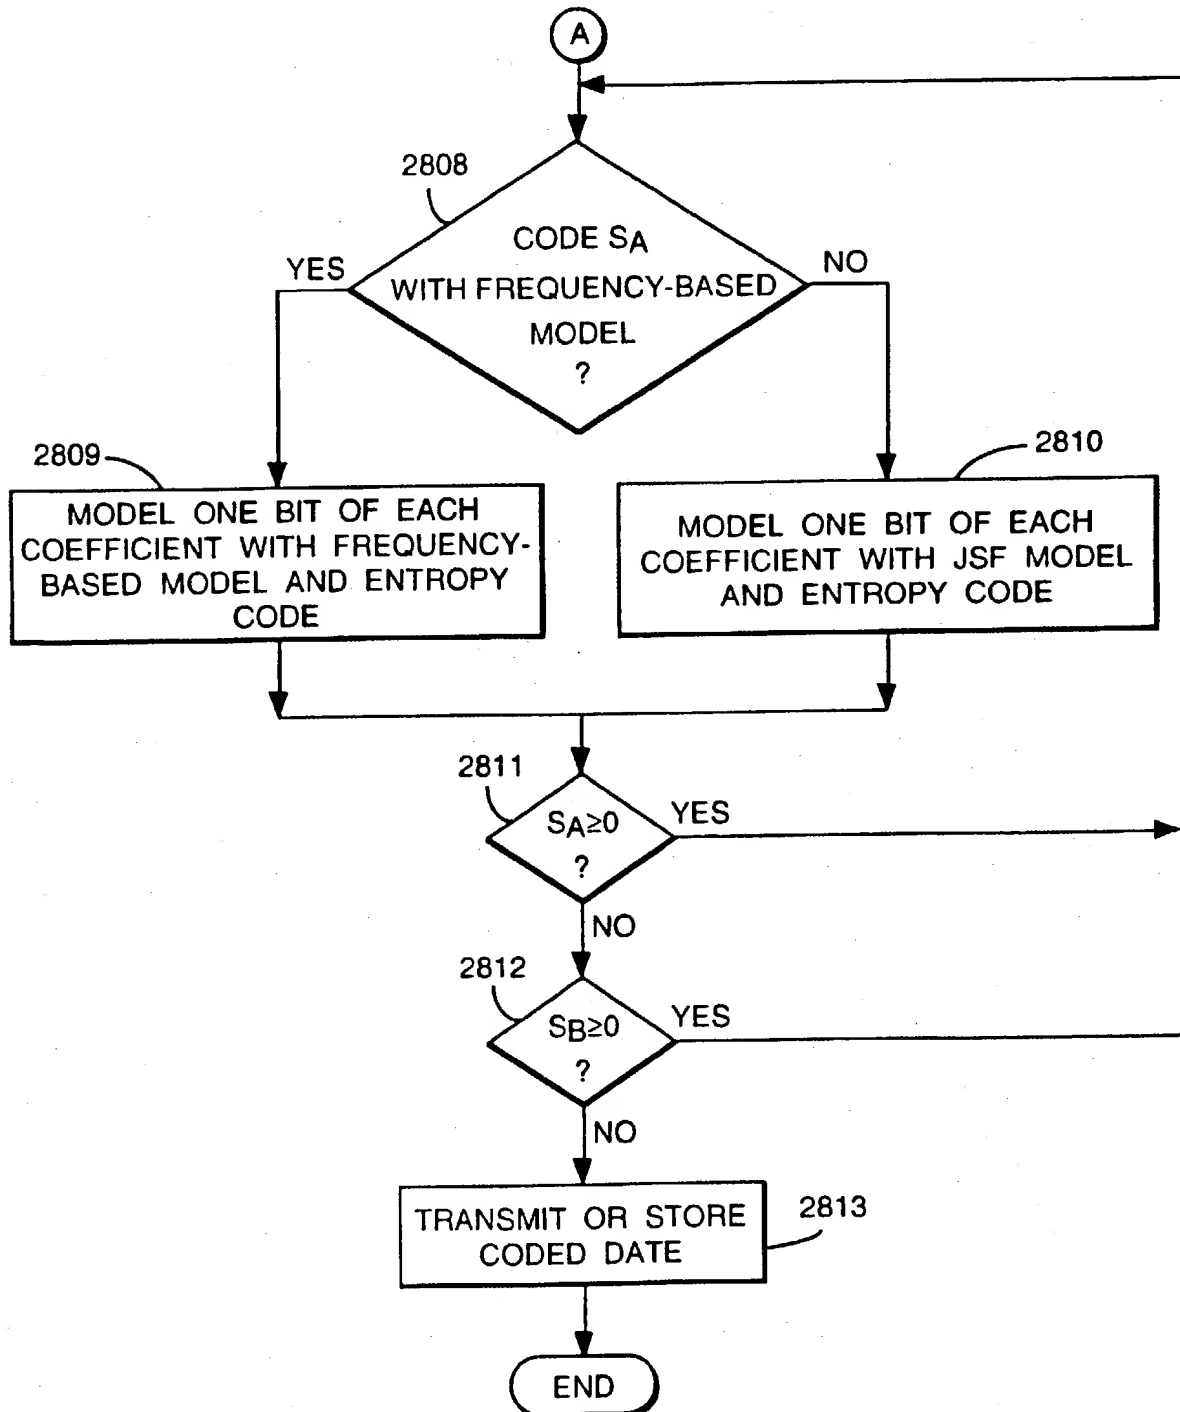 A
2808
CODE SA
WITH FREQUENCY-BASED
MODEL
?
YES
NO
2809
2810
MODEL ONE BIT OF EACH
COEFFICIENT WITH FREQUENCY-
BASED MODEL AND ENTROPY
CODE
MODEL ONE BIT OF EACH
COEFFICIENT WITH JSF MODEL
AND ENTROPY CODE
2811
SA≥0
?
YES
NO
2812
SB≥0
?
YES
NO
TRANSMIT OR STORE
CODED DATE
2813
END